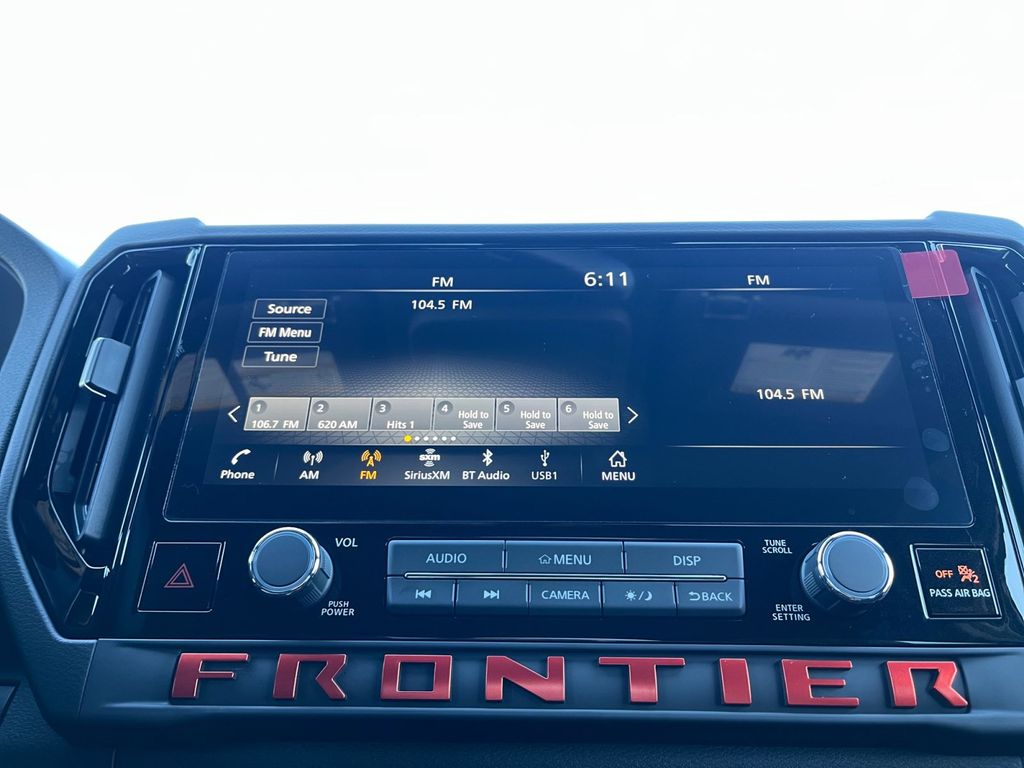 FM
6:11
FM
104.5 FM
Source
FM Menu
Tune
104.5 FM
1
106.7 FM
2
620 AM
3
Hits 1
4
Hold to
Save
5
Hold to
Save
6
Hold to
Save
Phone
AM
FM
sxm
SiriusXM
BT Audio
USB1
MENU
VOL
PUSH
POWER
AUDIO
MENU
DISP
CAMERA
BACK
TUNE
SCROLL
ENTER
SETTING
OFF
2
PASS AIR BAG
FRONTIER